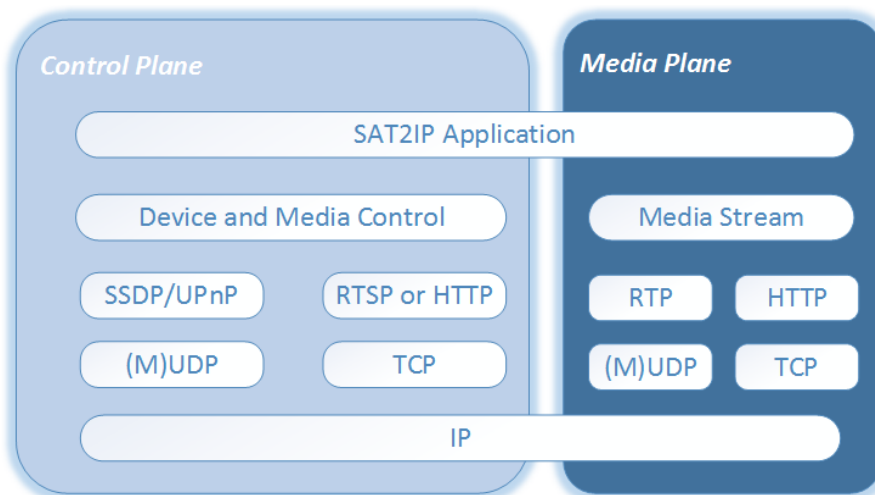 Control Plane
Media Plane
SAT2IP Application
Device and Media Control
Media Stream
SSDP/UPnP
RTSP or HTTP
RTP
HTTP
(M)UDP
TCP
(M)UDP
TCP
IP